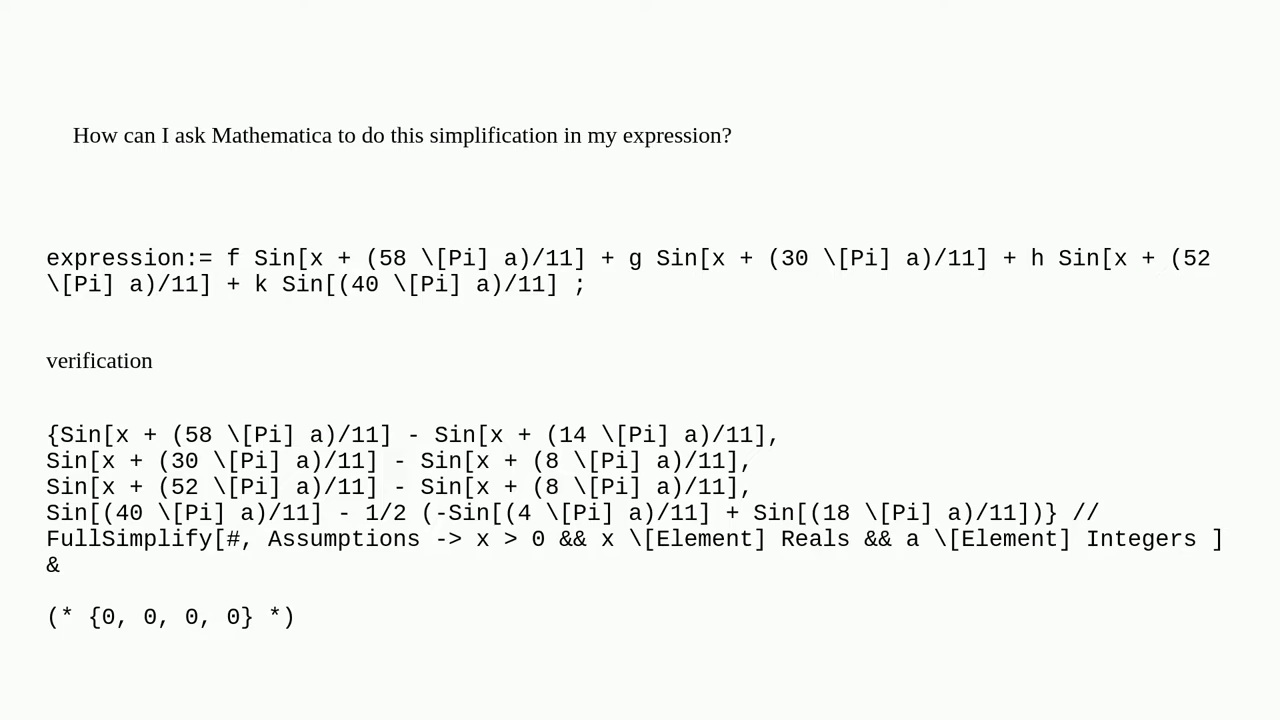 How can I ask Mathematica to do this simplification in my expression?
expression:= f Sin[x + (58 \[Pi] a)/11] + g Sin[x + (30 \[Pi] a)/11] + h Sin[x + (52
\[Pi] a)/11] + k Sin[(40 \[Pi] a)/11] ;
verification
{Sin[x + (58 \[Pi] a)/11] - Sin[x + (14 \[Pi] a)/11],
Sin[x + (30 \[Pi] a)/11] - Sin[x + (8 \[Pi] a)/11],
Sin[x + (52 \[Pi] a)/11] - Sin[x + (8 \[Pi] a)/11],
Sin[(40 \[Pi] a)/11] - 1/2 (-Sin[(4 \[Pi] a)/11] + Sin[(18 \[Pi] a)/11])} //
FullSimplify[#, Assumptions -> x > 0 && x \[Element] Reals && a \[Element] Integers ]
&
(* {0, 0, 0, 0} *)